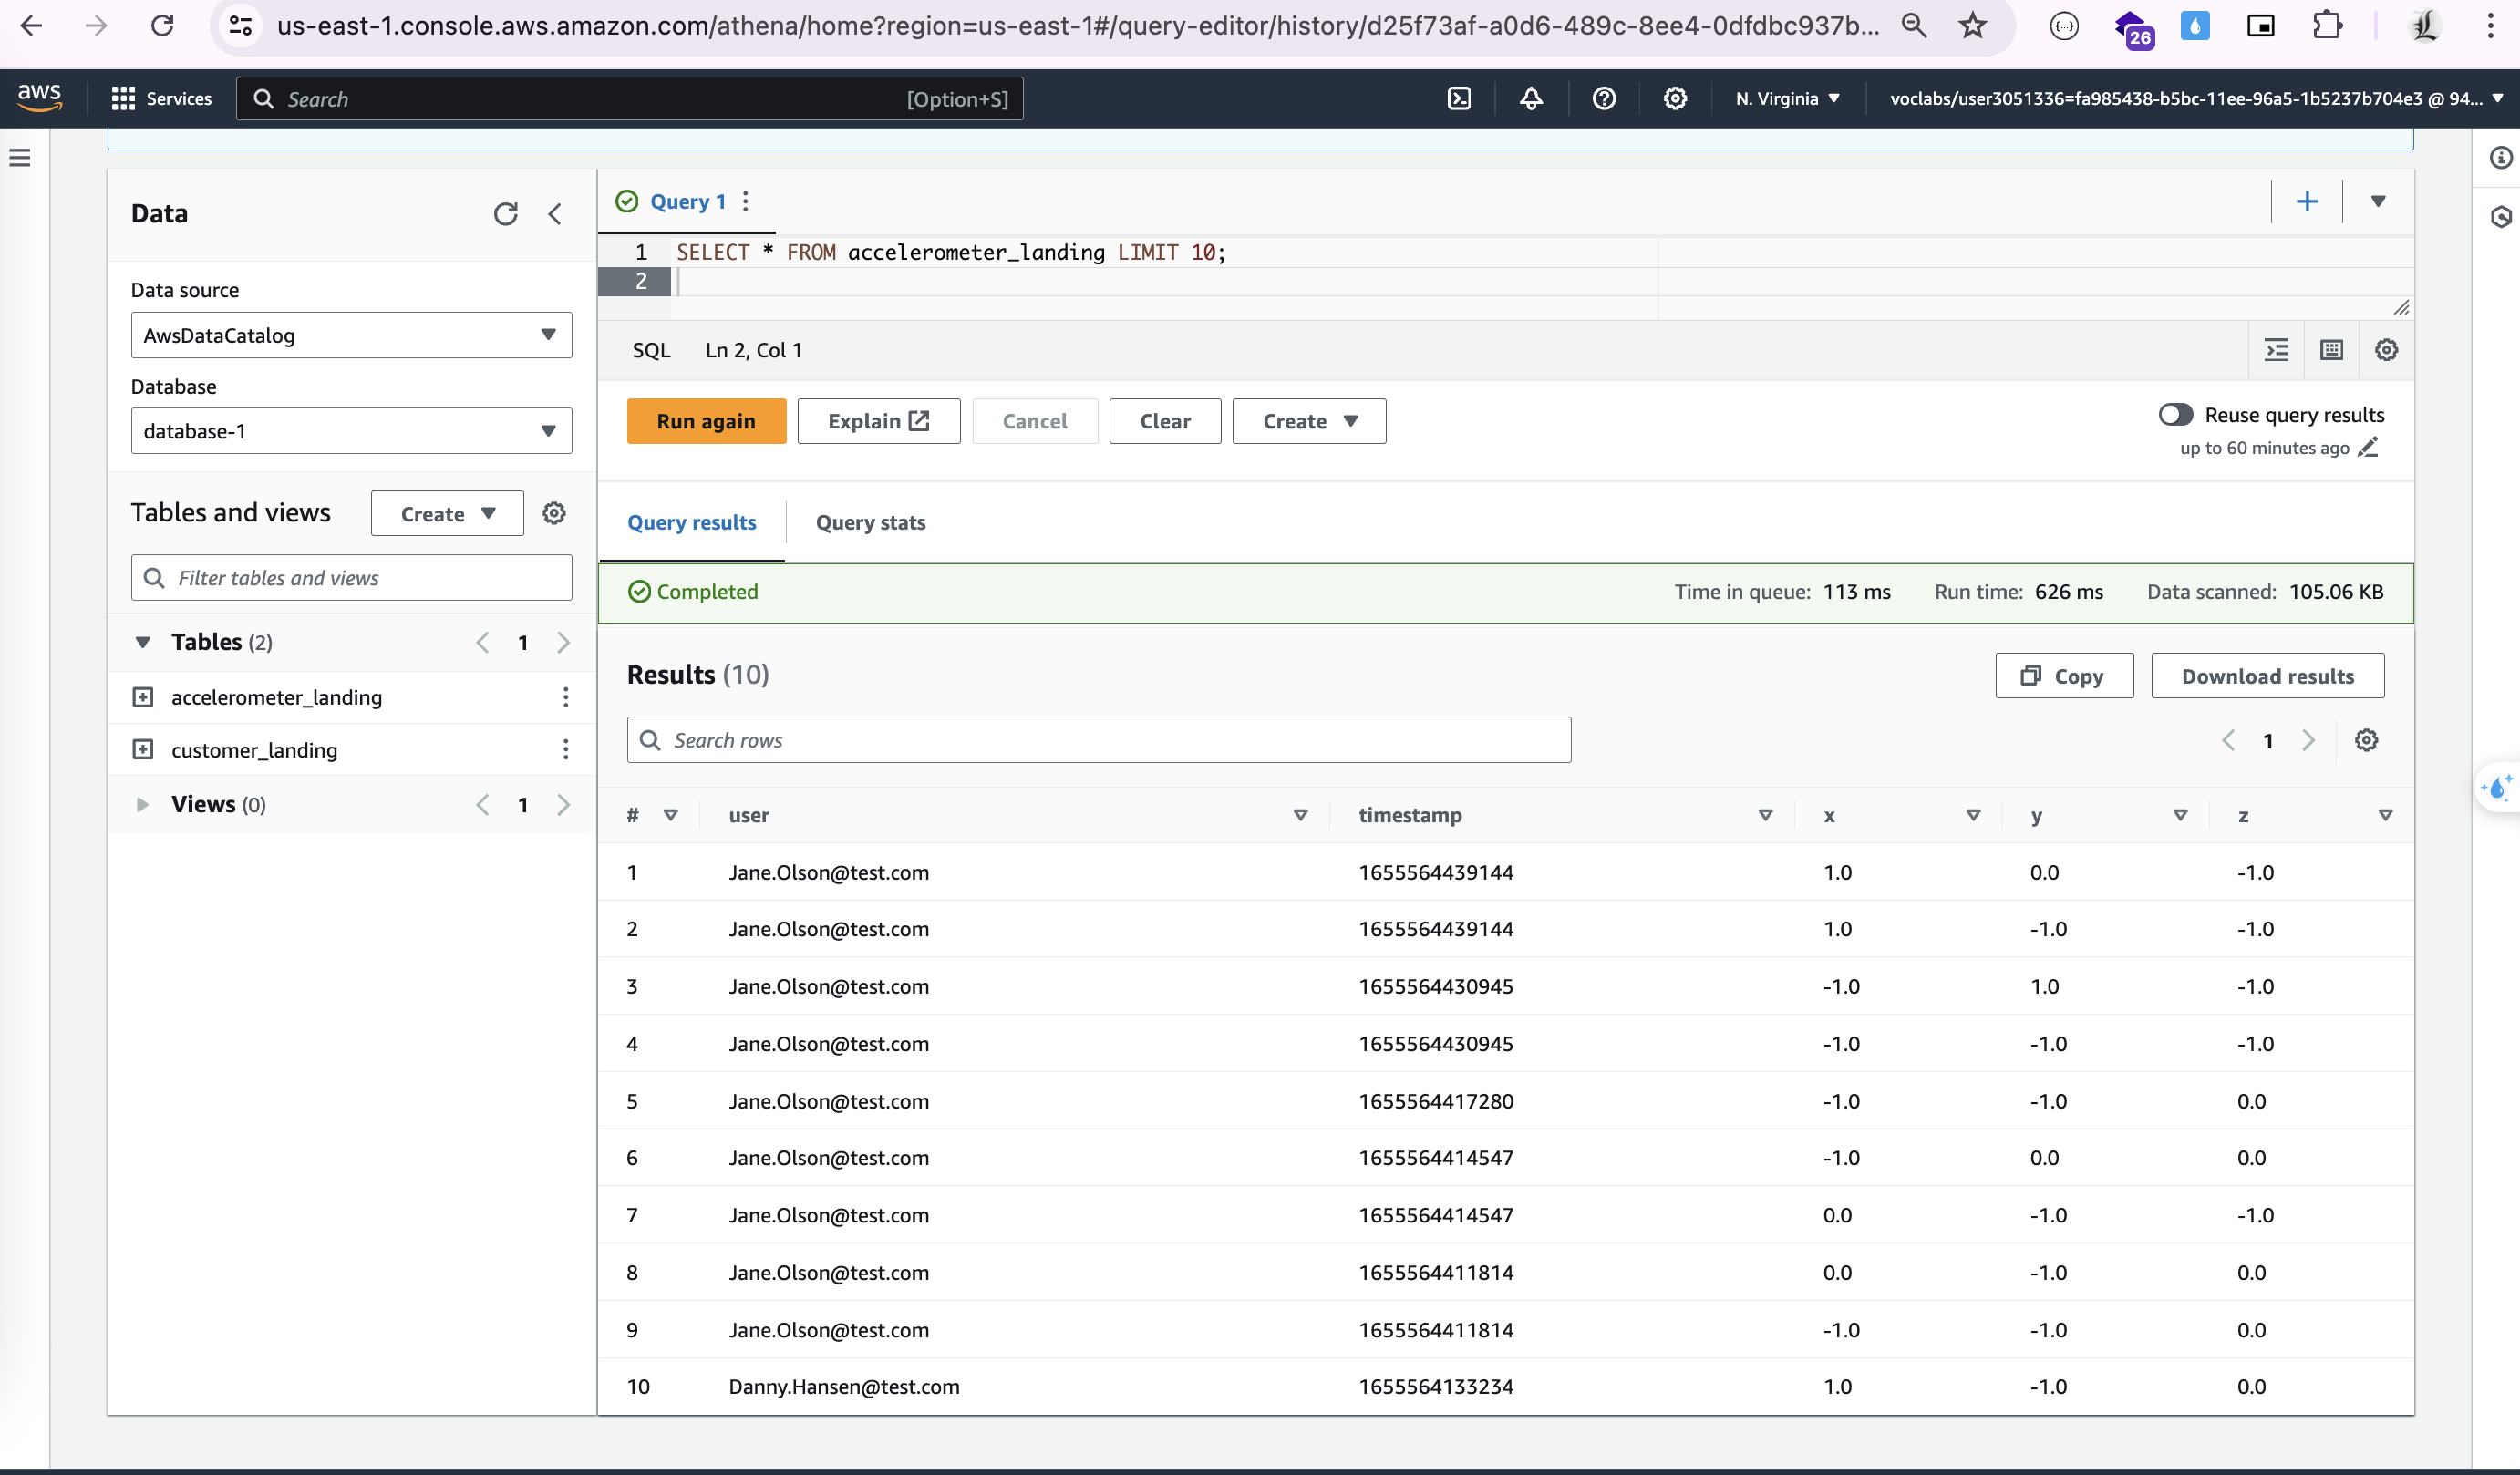 us-east-1.console.aws.amazon.com/athena/home?region=us-east-1#/query-editor/history/d25f73af-a0d6-489c-8ee4-0dfdbc937b...
26
aws
Services
Search
[Option+S]
N. Virginia
voclabs/user3051336=fa985438-b5bc-11ee-96a5-1b5237b704e3 @ 94...
Data
Data source
AwsDataCatalog
Database
database-1
Tables and views
Create
Filter tables and views
Tables (2)
1
accelerometer_landing
customer_landing
Views (0)
1
Query 1
1 SELECT * FROM accelerometer_landing LIMIT 10;
2
SQL Ln 2, Col 1
Run again
Explain
Cancel
Clear
Create
Reuse query results
up to 60 minutes ago
Query results
Query stats
Completed
Time in queue: 113 ms Run time: 626 ms Data scanned: 105.06 KB
Results (10)
Copy
Download results
Search rows
1
# user timestamp x y z
1 Jane.Olson@test.com 1655564439144 1.0 0.0 -1.0
2 Jane.Olson@test.com 1655564439144 1.0 -1.0 -1.0
3 Jane.Olson@test.com 1655564430945 -1.0 1.0 -1.0
4 Jane.Olson@test.com 1655564430945 -1.0 -1.0 -1.0
5 Jane.Olson@test.com 1655564417280 -1.0 -1.0 0.0
6 Jane.Olson@test.com 1655564414547 -1.0 0.0 0.0
7 Jane.Olson@test.com 1655564414547 0.0 -1.0 -1.0
8 Jane.Olson@test.com 1655564411814 0.0 -1.0 0.0
9 Jane.Olson@test.com 1655564411814 -1.0 -1.0 0.0
10 Danny.Hansen@test.com 1655564133234 1.0 -1.0 0.0